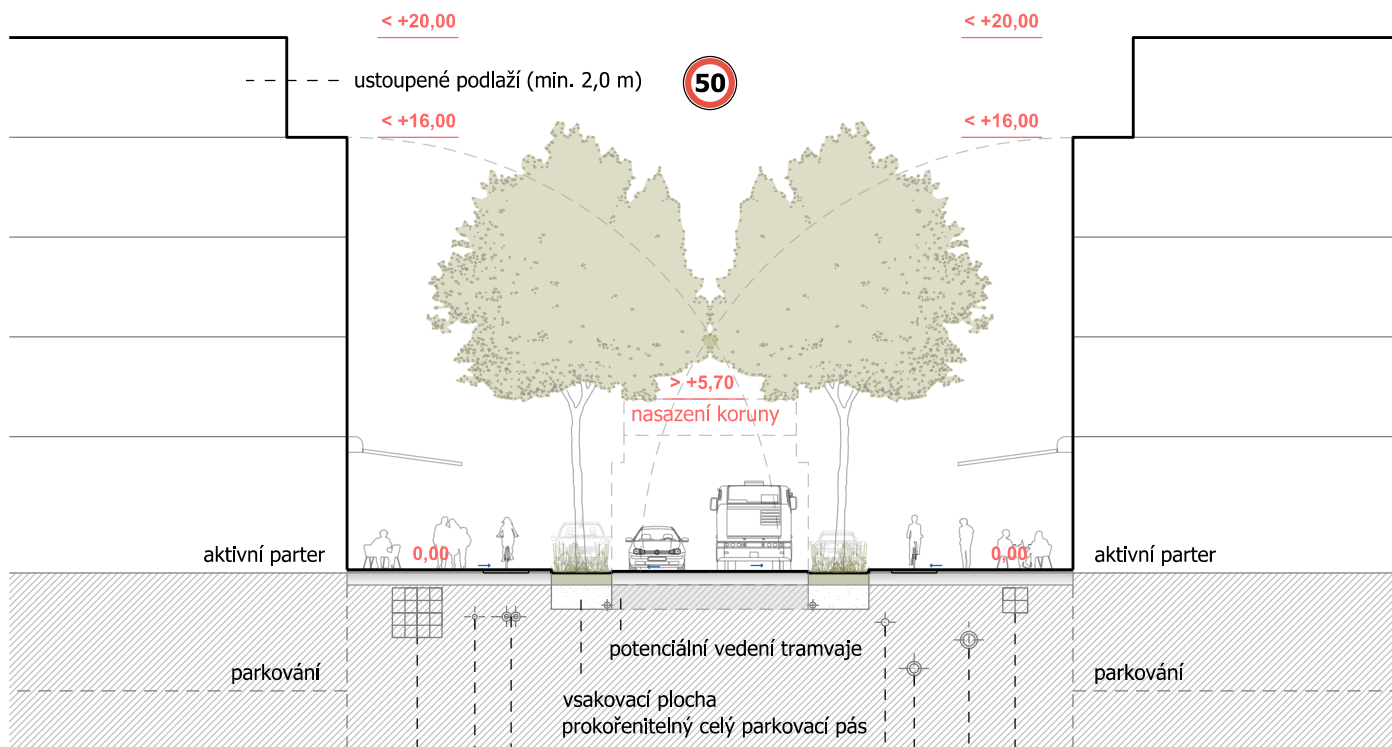 < +20,00
< +20,00
ustoupené podlaží (min. 2,0 m)
50
< +16,00
< +16,00
> +5,70
nasazení koruny
aktivní parter
0,00
0,00
aktivní parter
potenciální vedení tramvaje
parkování
parkování
vsakovací plocha
prokořenitelný celý parkovací pás